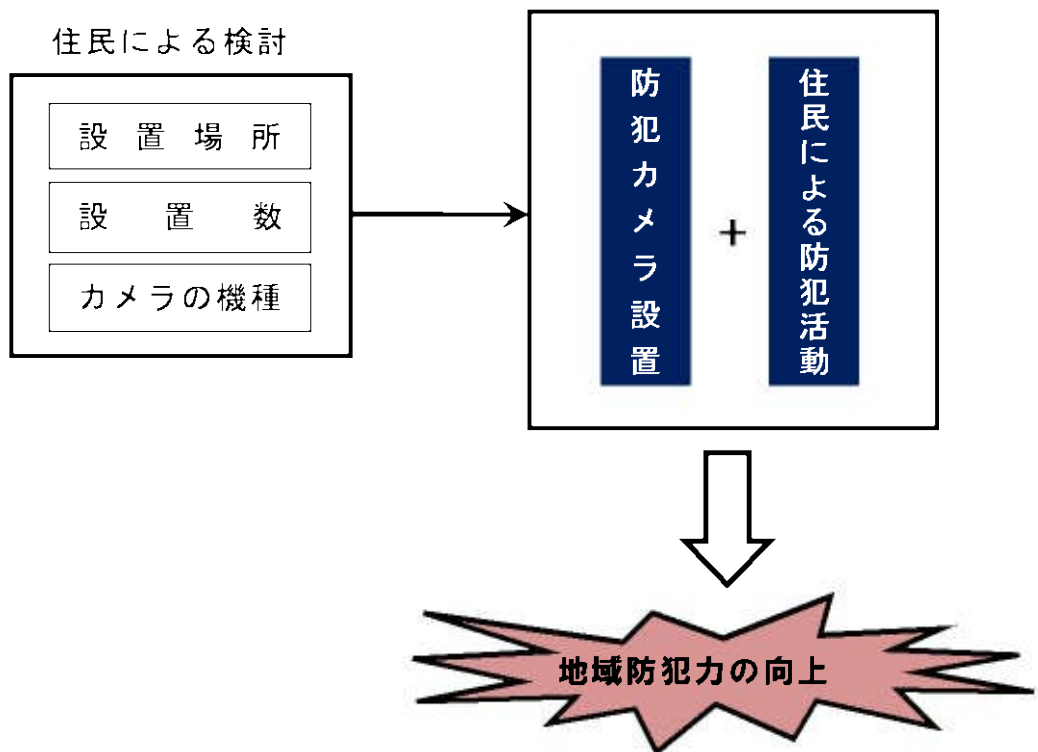 住民による検討
設置場所
設置数
カメラの機種
防犯カメラ設置
+
住民による防犯活動
地域防犯力の向上